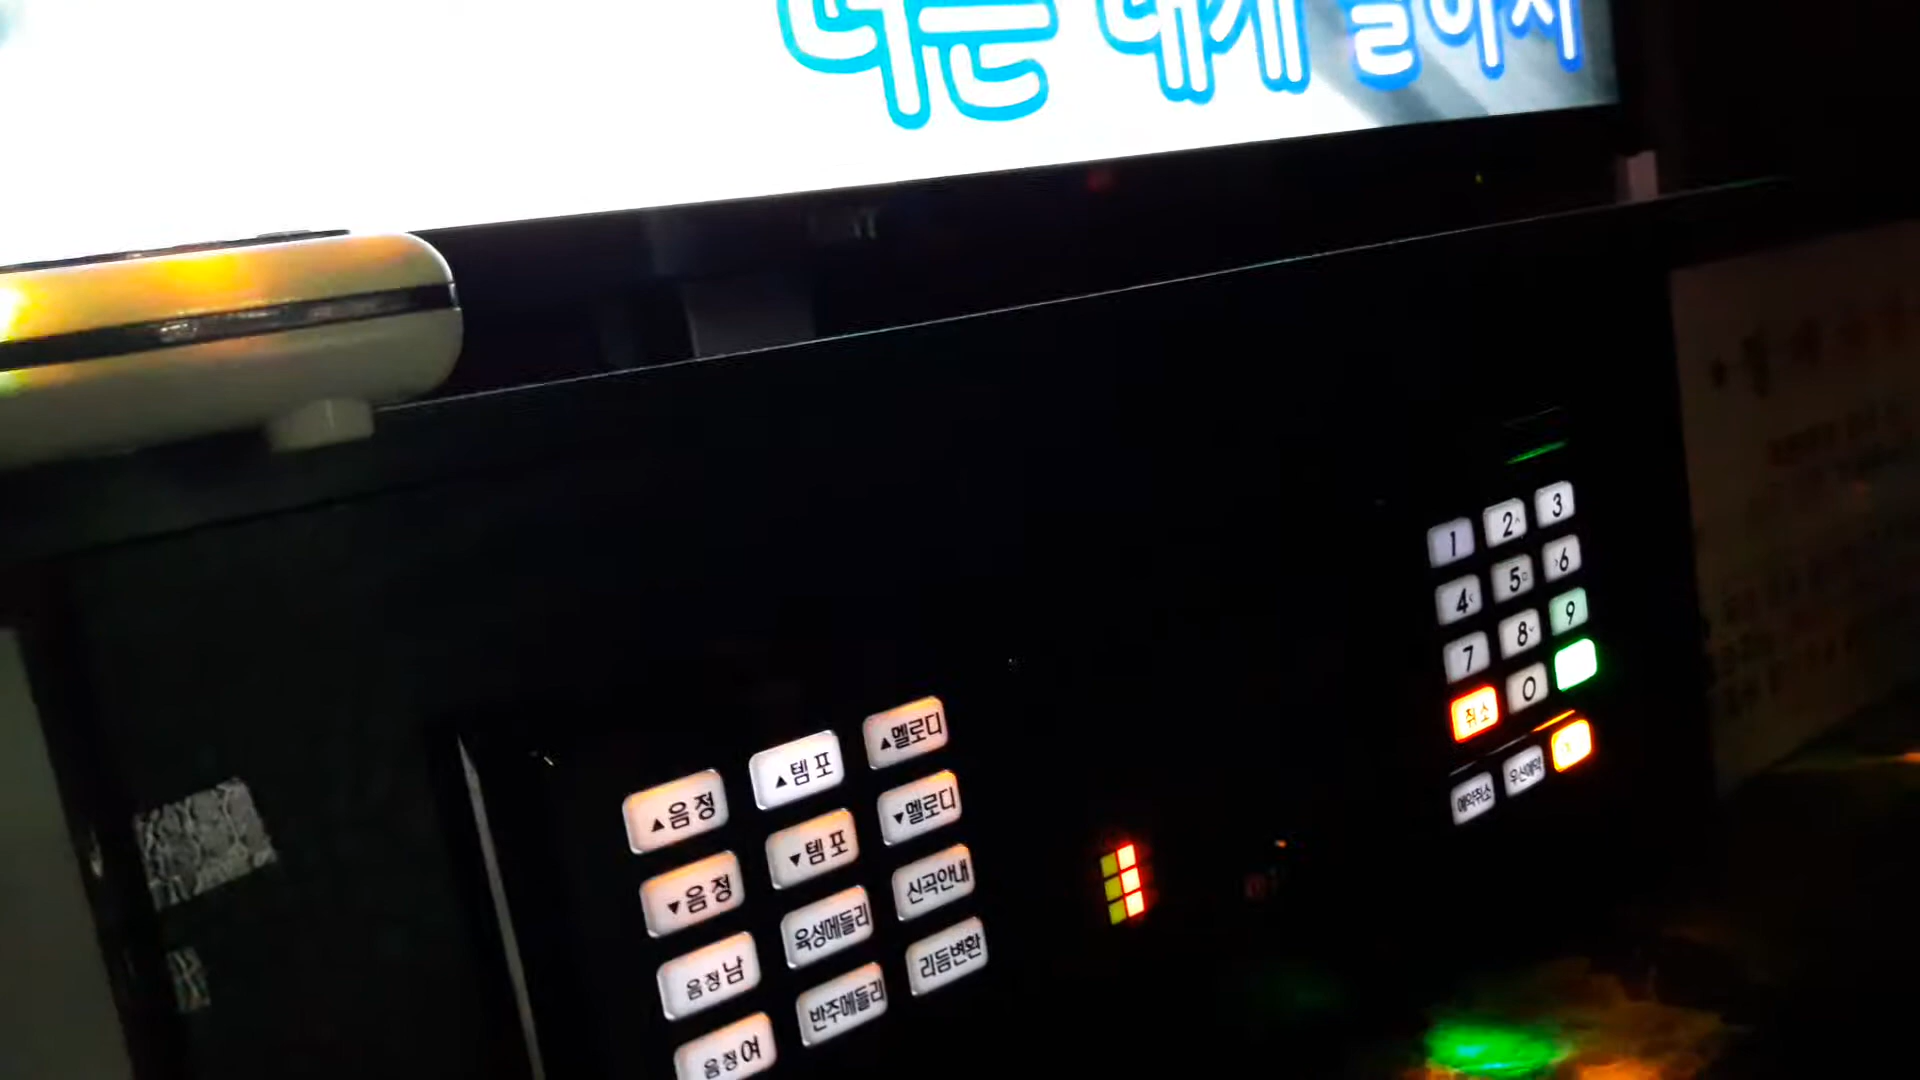 너는 내게 말이지
▲음정 ▲템포 ▲멜로디
▼음정 ▼템포 ▼멜로디
음정남 육성메들리 신곡안내
음정여 반주메들리 리듬변환
1 2 3
4 5 6
7 8 9
취소 0
예약취소 우선예약